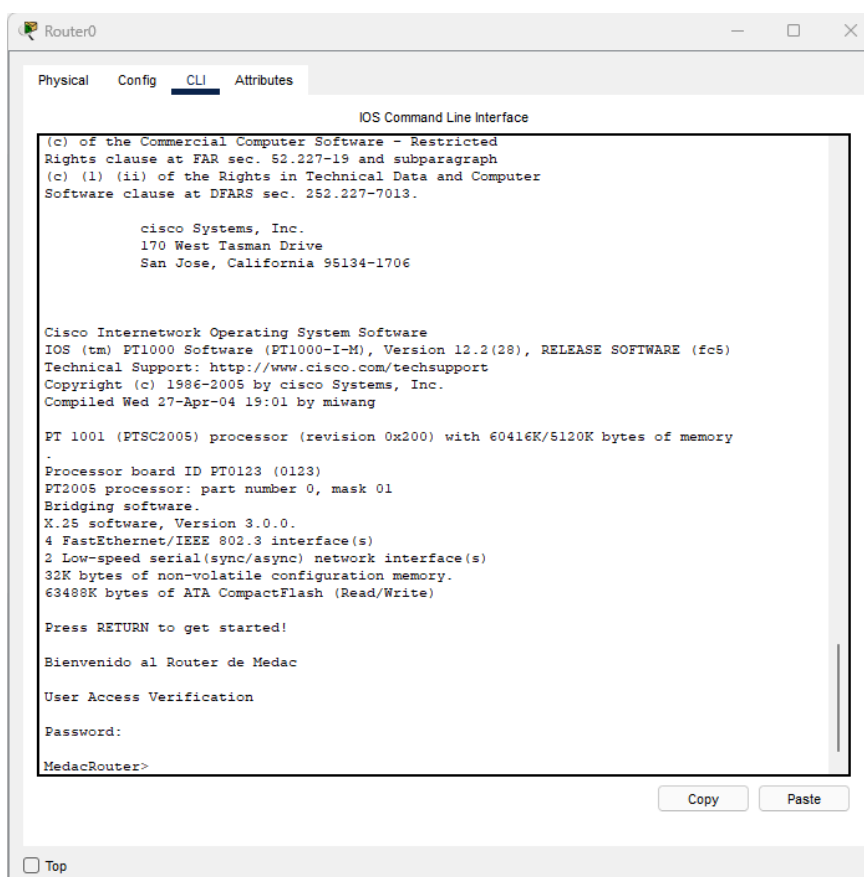 Router0
Physical Config CLI Attributes
IOS Command Line Interface
(c) of the Commercial Computer Software - Restricted
Rights clause at FAR sec. 52.227-19 and subparagraph
(c) (1) (ii) of the Rights in Technical Data and Computer
Software clause at DFARS sec. 252.227-7013.
cisco Systems, Inc.
170 West Tasman Drive
San Jose, California 95134-1706
Cisco Internetwork Operating System Software
IOS (tm) PT1000 Software (PT1000-I-M), Version 12.2(28), RELEASE SOFTWARE (fc5)
Technical Support: http://www.cisco.com/techsupport
Copyright (c) 1986-2005 by cisco Systems, Inc.
Compiled Wed 27-Apr-04 19:01 by miwang
PT 1001 (PTSC2005) processor (revision 0x200) with 60416K/5120K bytes of memory
.
Processor board ID PT0123 (0123)
PT2005 processor: part number 0, mask 01
Bridging software.
X.25 software, Version 3.0.0.
4 FastEthernet/IEEE 802.3 interface(s)
2 Low-speed serial(sync/async) network interface(s)
32K bytes of non-volatile configuration memory.
63488K bytes of ATA CompactFlash (Read/Write)
Press RETURN to get started!
Bienvenido al Router de Medac
User Access Verification
Password:
MedacRouter>
Copy Paste
Top